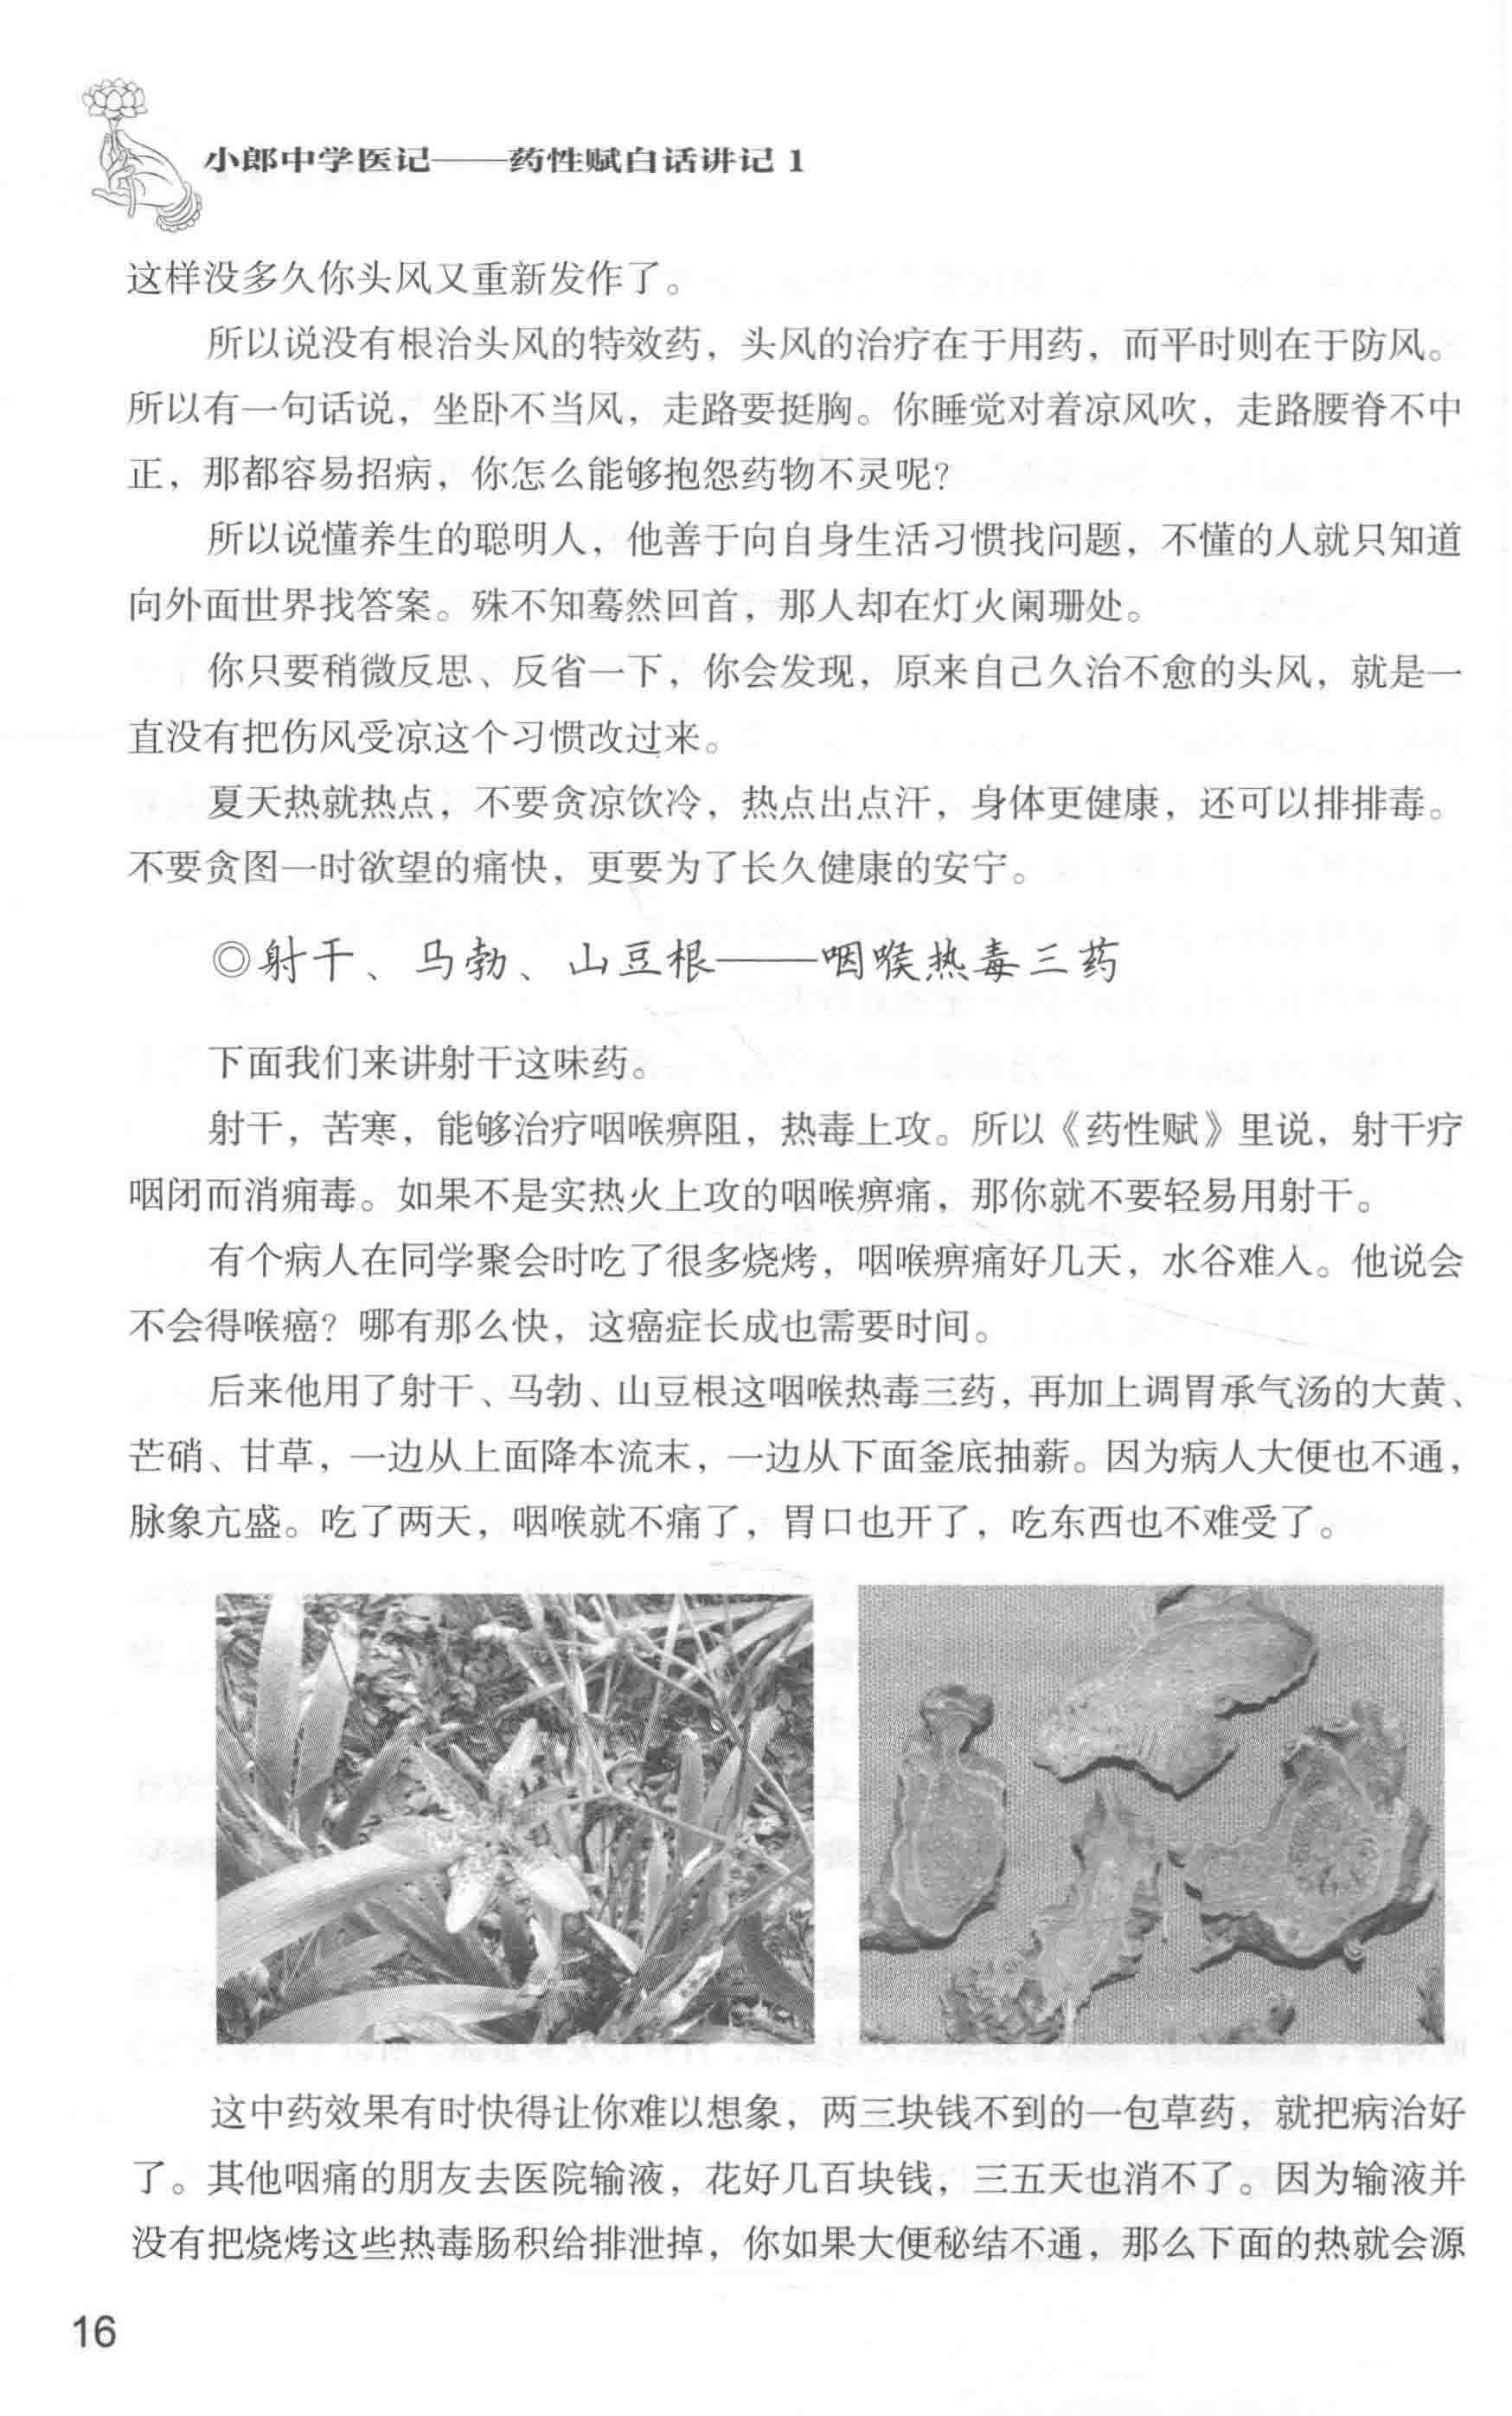 小郎中学医记——药性赋白话讲记 1
这样没多久你头风又重新发作了。
所以说没有根治头风的特效药，头风的治疗在于用药，而平时则在于防风。
所以有一句话说，坐卧不当风，走路要挺胸。你睡觉对着凉风吹，走路腰脊不中
正，那都容易招病，你怎么能够抱怨药物不灵呢？
所以说懂养生的聪明人，他善于向自身生活习惯找问题，不懂的人就只知道
向外面世界找答案。殊不知蓦然回首，那人却在灯火阑珊处。
你只要稍微反思、反省一下，你会发现，原来自己久治不愈的头风，就是一
直没有把伤风受凉这个习惯改过来。
夏天热就热点，不要贪凉饮冷，热点出点汗，身体更健康，还可以排排毒。
不要贪图一时欲望的痛快，更要为了长久健康的安宁。
◎射干、马勃、山豆根——咽喉热毒三药
下面我们来讲射干这味药。
射干，苦寒，能够治疗咽喉痹阻，热毒上攻。所以《药性赋》里说，射干疗
咽闭而消痈毒。如果不是实热火上攻的咽喉痹痛，那你就不要轻易用射干。
有个病人在同学聚会时吃了很多烧烤，咽喉痹痛好几天，水谷难入。他说会
不会得喉癌？哪有那么快，这癌症长成也需要时间。
后来他用了射干、马勃、山豆根这咽喉热毒三药，再加上调胃承气汤的大黄、
芒硝、甘草，一边从上面降本流末，一边从下面釜底抽薪。因为病人大便也不通，
脉象亢盛。吃了两天，咽喉就不痛了，胃口也开了，吃东西也不难受了。
这中药效果有时快得让你难以想象，两三块钱不到的一包草药，就把病治好
了。其他咽痛的朋友去医院输液，花好几百块钱，三五天也消不了。因为输液并
没有把烧烤这些热毒肠积给排泄掉，你如果大便秘结不通，那么下面的热就会源
16